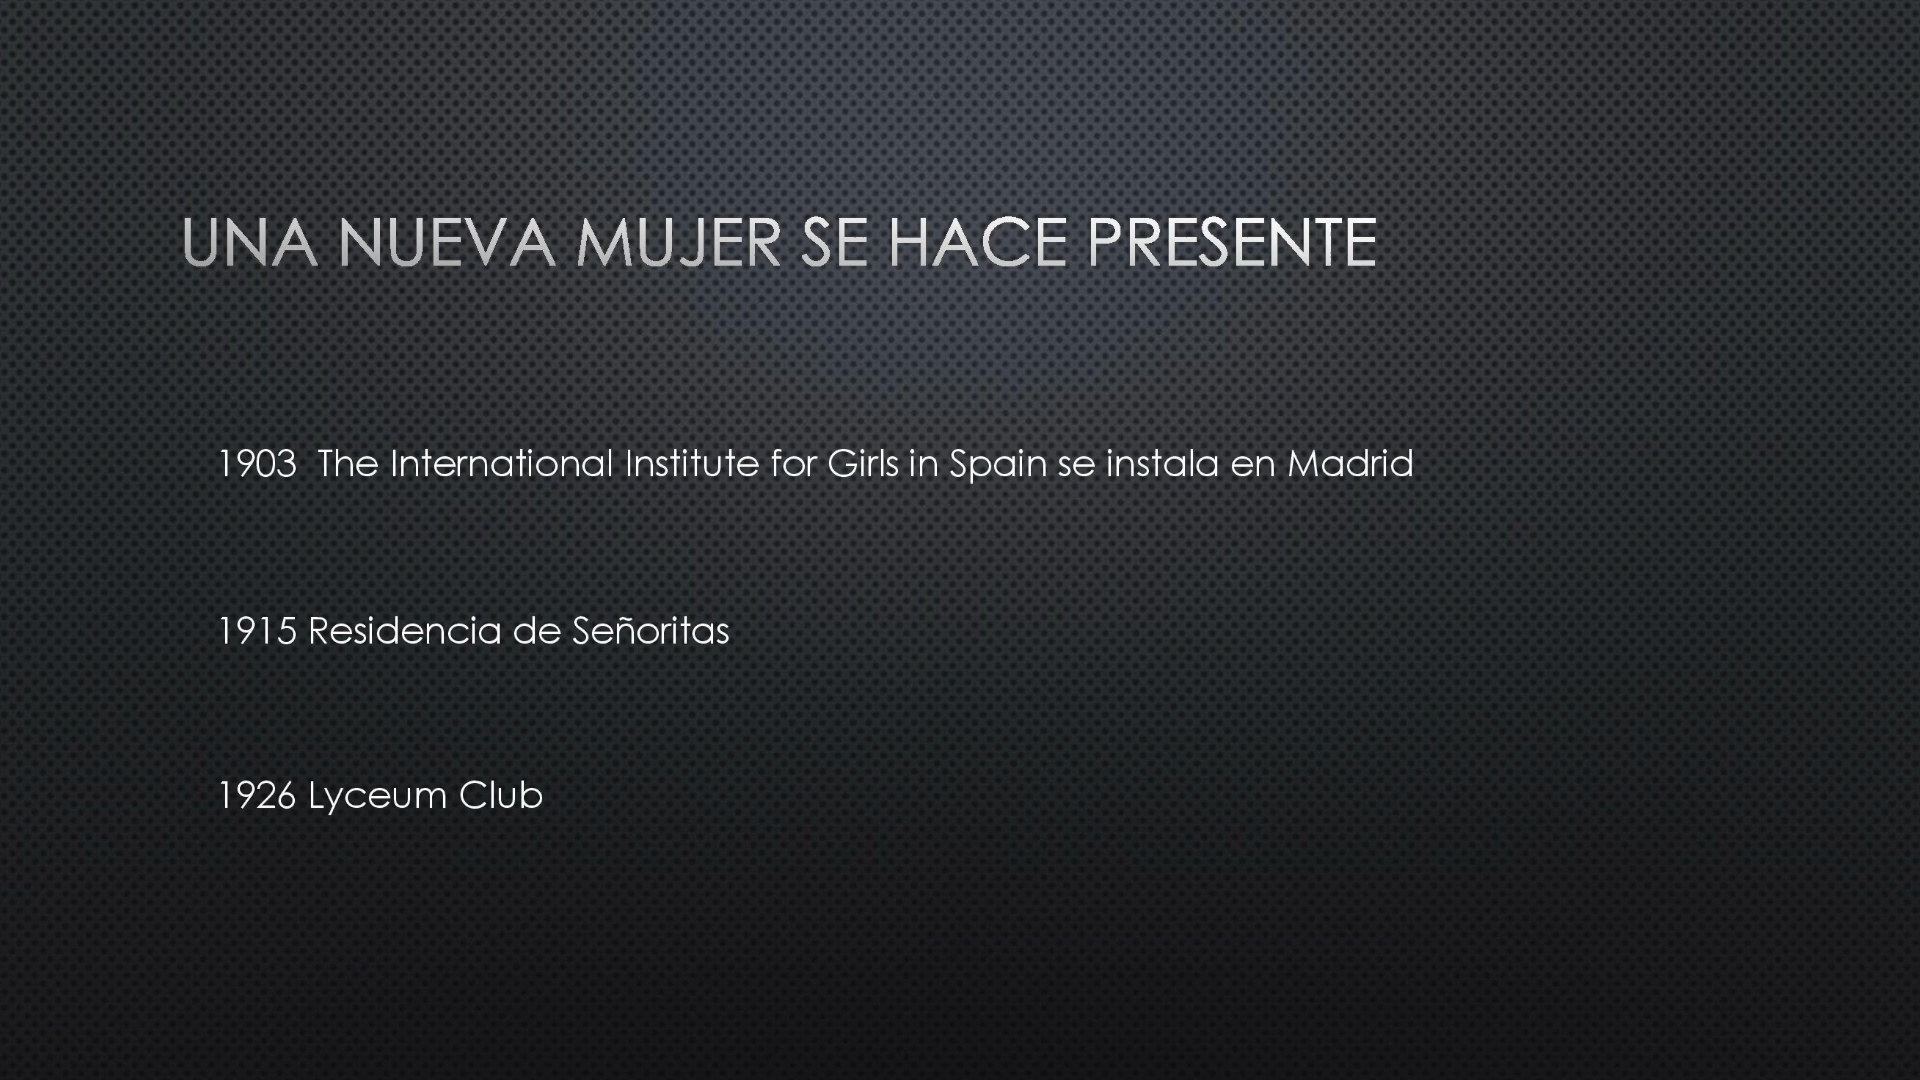 UNA NUEVA MUJER SE HACE PRESENTE
1903  The International Institute for Girls in Spain se instala en Madrid
1915 Residencia de Señoritas
1926 Lyceum Club